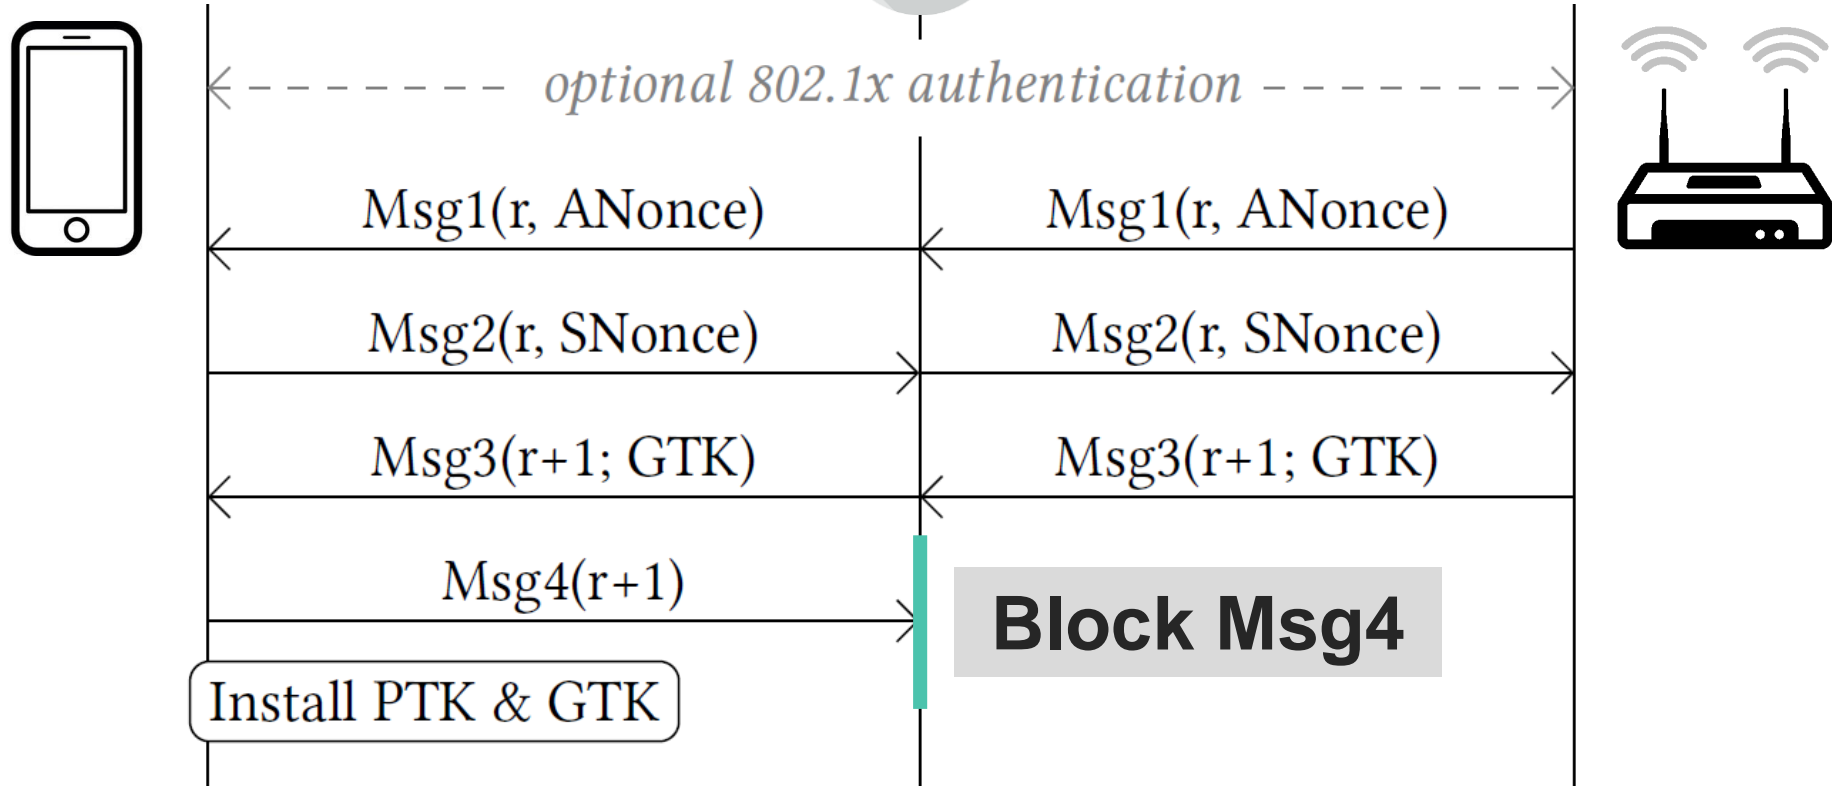 optional 802.1x authentication
Msg1(r, ANonce) Msg1(r, ANonce)
Msg2(r, SNonce) Msg2(r, SNonce)
Msg3(r+1; GTK) Msg3(r+1; GTK)
Msg4(r+1)
Block Msg4
Install PTK & GTK